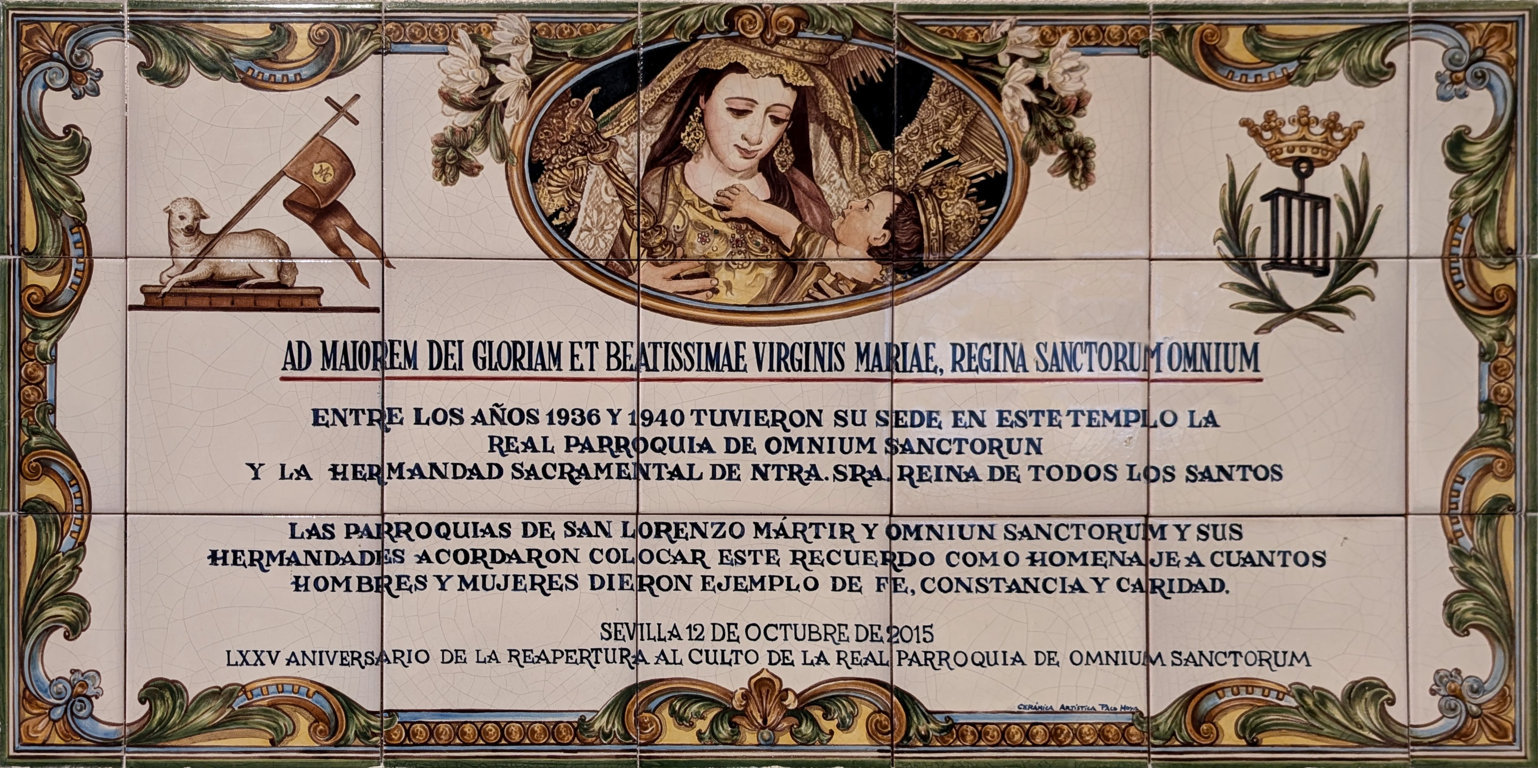 AD MAIOREM DEI GLORIAM ET BEATISSIMAE VIRGINIS MARIAE, REGINA SANCTORUM OMNIUM
ENTRE LOS AÑOS 1936 Y 1940 TUVIERON SU SEDE EN ESTE TEMPLO LA
REAL PARROQUIA DE OMNIUM SANCTORUN
Y LA HERMANDAD SACRAMENTAL DE NTRA. SRA. REINA DE TODOS LOS SANTOS
LAS PARROQUIAS DE SAN LORENZO MÁRTIR Y OMNIUN SANCTORUM Y SUS
HERMANDADES ACORDARON COLOCAR ESTE RECUERDO COMO HOMENAJE A CUANTOS
HOMBRES Y MUJERES DIERON EJEMPLO DE FE, CONSTANCIA Y CARIDAD.
SEVILLA 12 DE OCTUBRE DE 2015
LXXV ANIVERSARIO DE LA REAPERTURA AL CULTO DE LA REAL PARROQUIA DE OMNIUM SANCTORUM
CERÁMICA ARTÍSTICA PACO MOYA